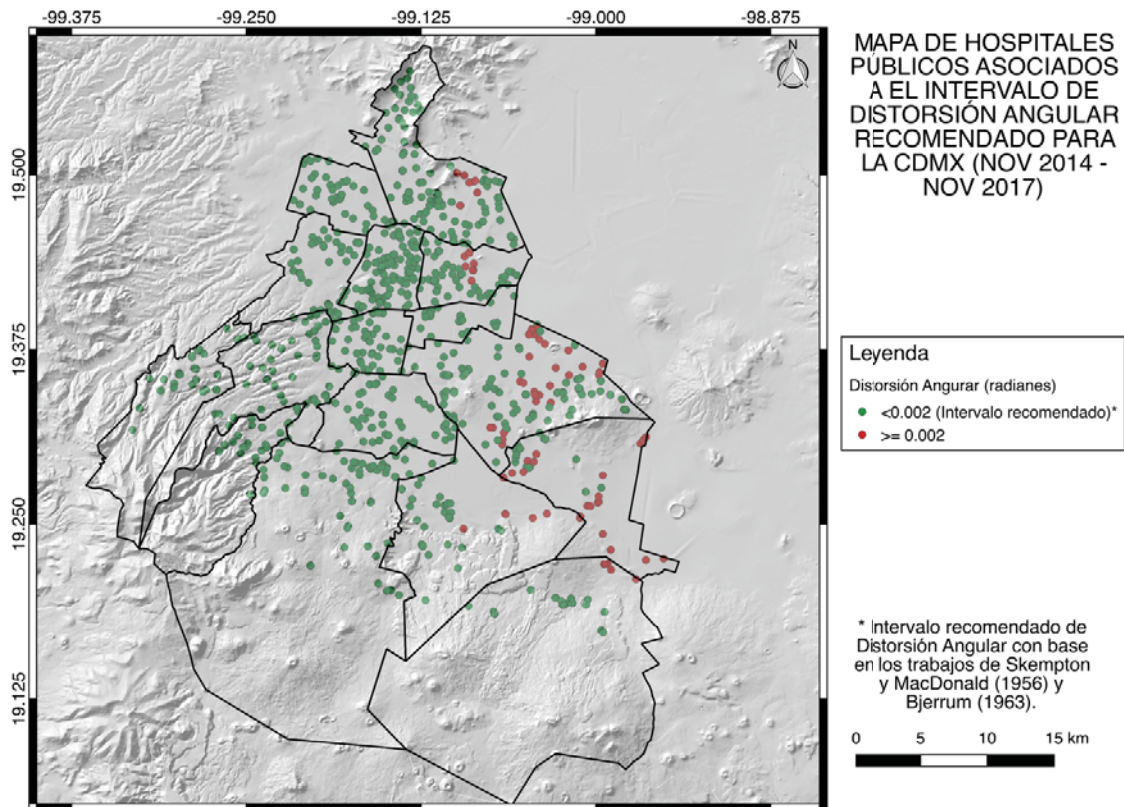 -99.375 -99.250 -99.125 -99.000 -98.875
N
19.500
19.375
19.250
19.125
MAPA DE HOSPITALES
PÚBLICOS ASOCIADOS
A EL INTERVALO DE
DISTORSIÓN ANGULAR
RECOMENDADO PARA
LA CDMX (NOV 2014 -
NOV 2017)
Leyenda
Distorsión Angurar (radianes)
<0.002 (Intervalo recomendado)*
>= 0.002
* Intervalo recomendado de
Distorsión Angular con base
en los trabajos de Skempton
y MacDonald (1956) y
Bjerrum (1963).
0 5 10 15 km